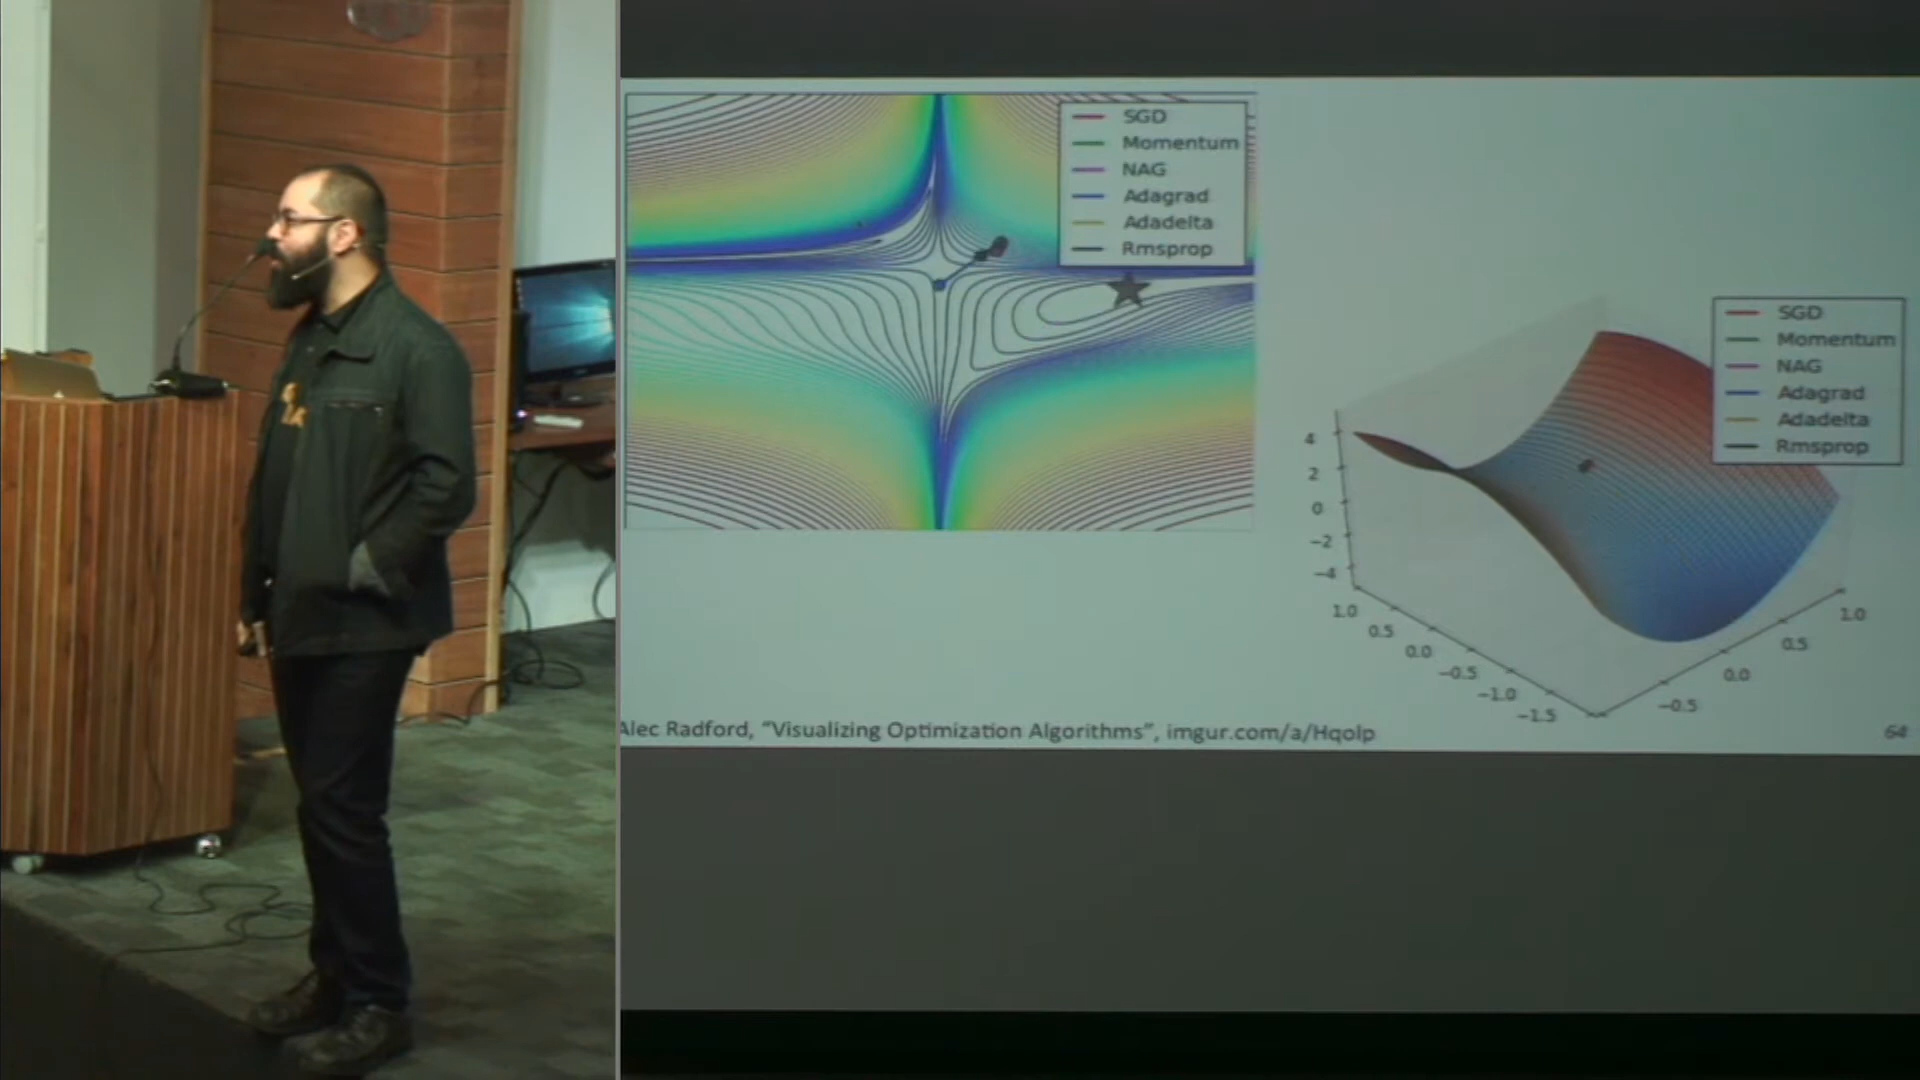 SGD
Momentum
NAG
Adagrad
Adadelta
Rmsprop
SGD
Momentum
NAG
Adagrad
Adadelta
Rmsprop
4
2
0
−2
−4
1.0
0.5
0.0
−0.5
−1.0
−1.5
−0.5
0.0
0.5
1.0
Alec Radford, “Visualizing Optimization Algorithms”, imgur.com/a/Hqolp
64